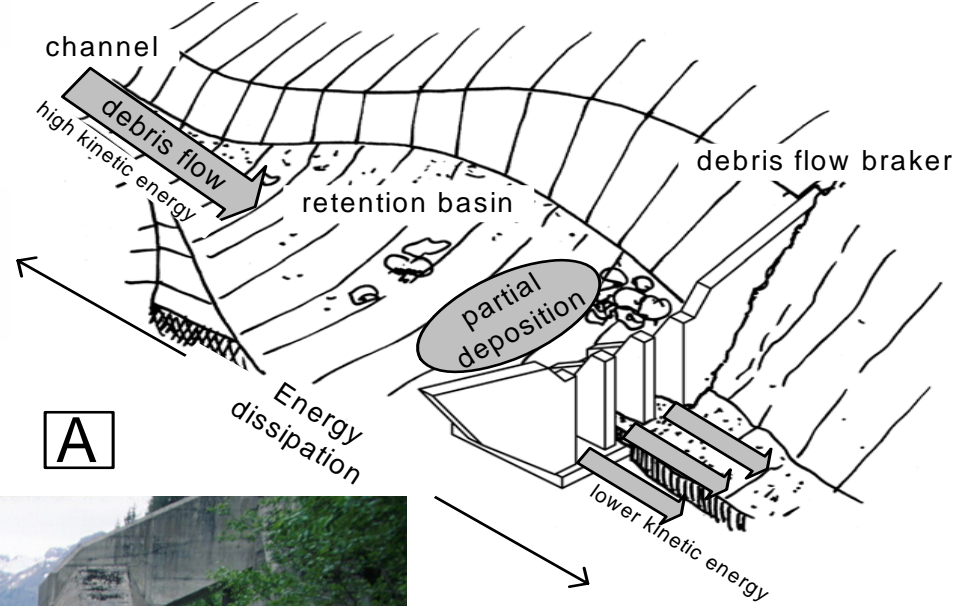 channel
debris flow
high kinetic energy
debris flow braker
retention basin
partial
deposition
Energy
dissipation
A
lower kinetic energy